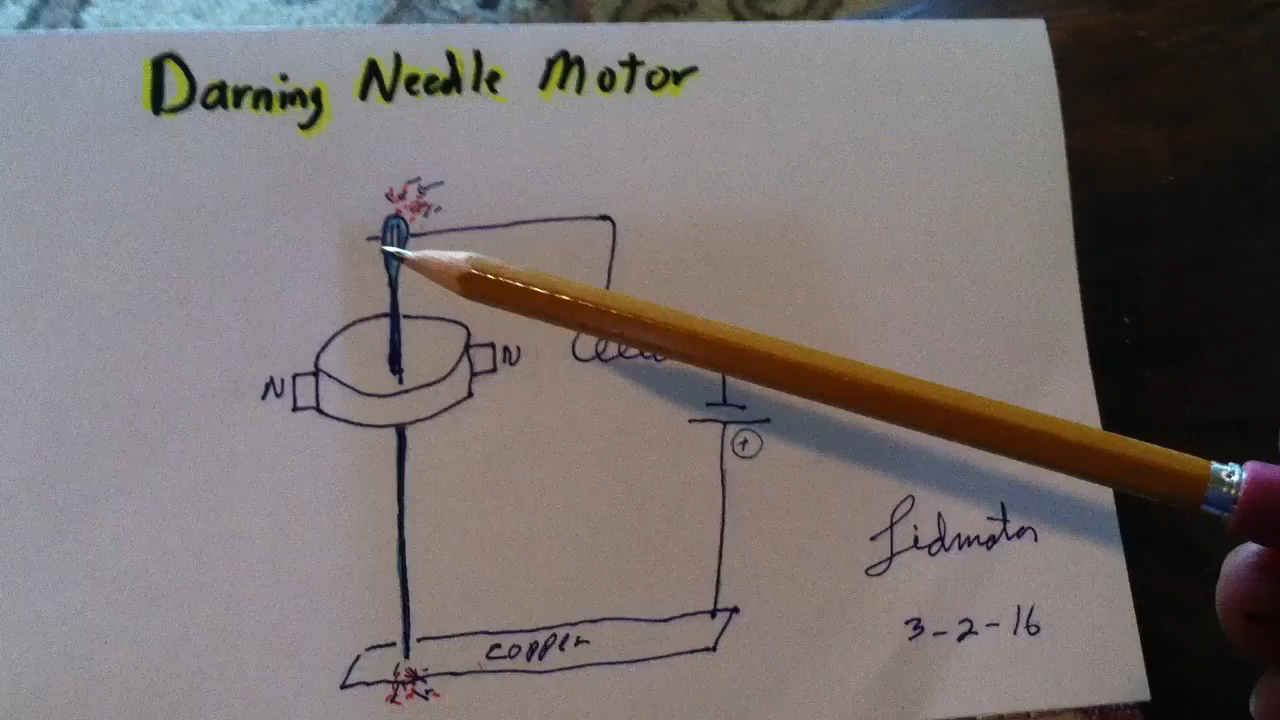 Darning Needle Motor
N
N
+
copper
Lidmotor
3-2-16